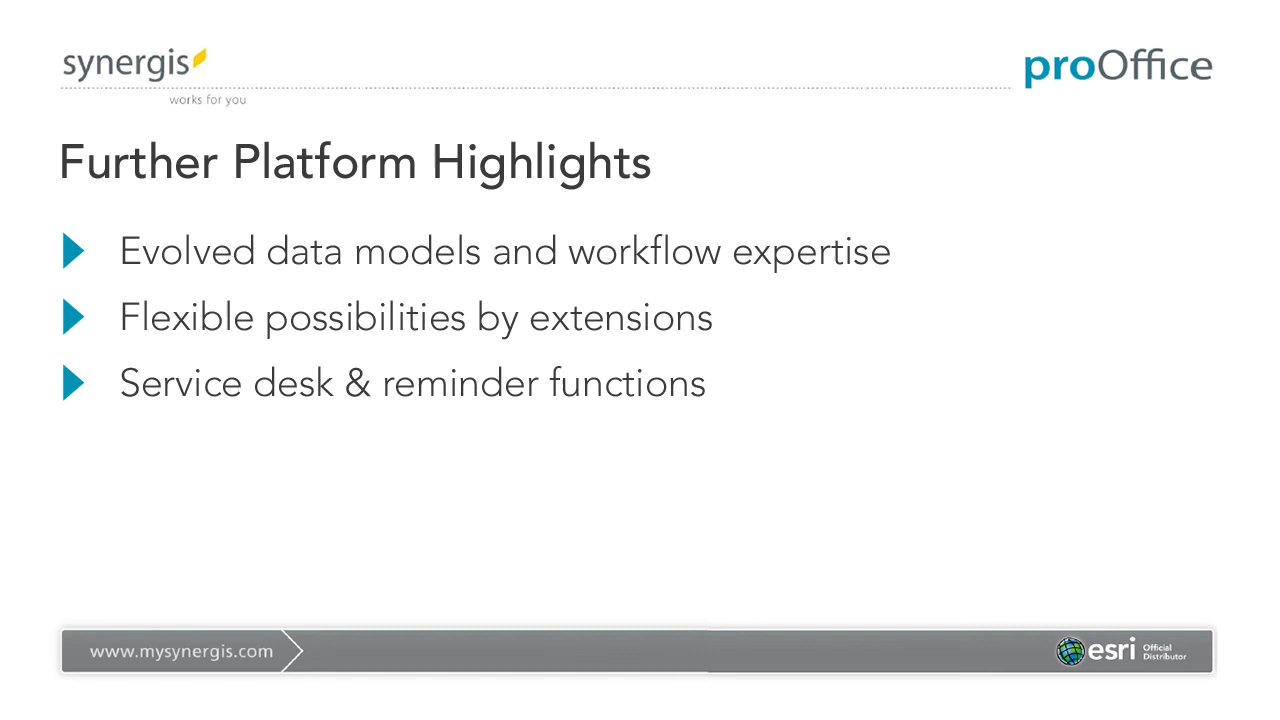 synergis
works for you
proOffice
Further Platform Highlights
Evolved data models and workflow expertise
Flexible possibilities by extensions
Service desk & reminder functions
www.mysynergis.com
esri Official
Distributor